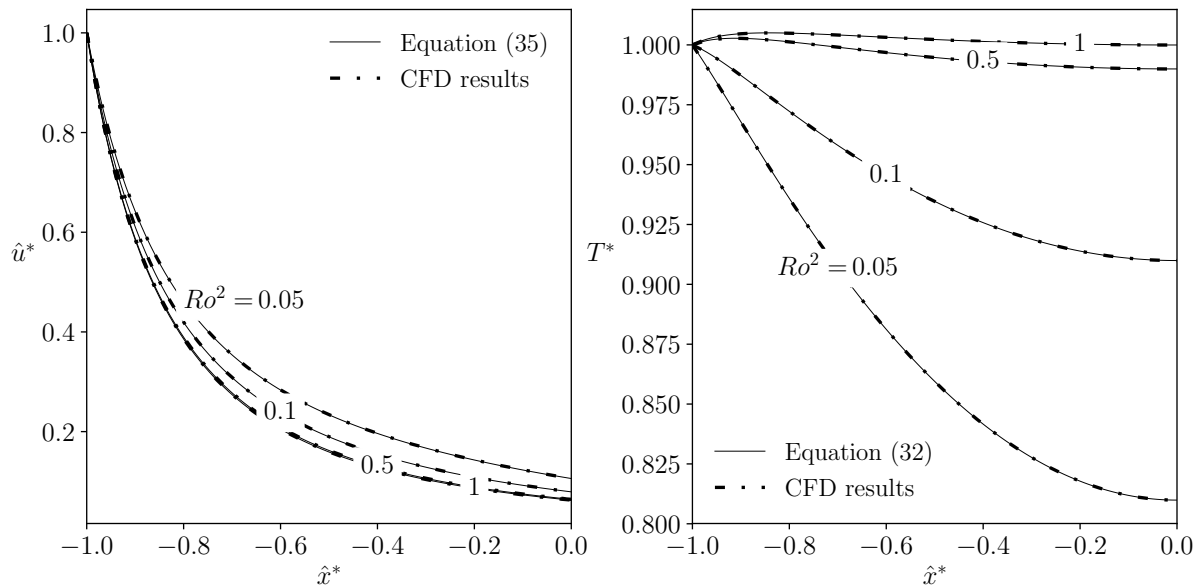 Equation (35)
CFD results
1.0
0.8
0.6
0.4
0.2
û*
Ro² = 0.05
0.1
0.5
1
−1.0 −0.8 −0.6 −0.4 −0.2 0.0
x̂*
1.000
0.975
0.950
0.925
0.900
0.875
0.850
0.825
0.800
T*
1
0.5
0.1
Ro² = 0.05
Equation (32)
CFD results
−1.0 −0.8 −0.6 −0.4 −0.2 0.0
x̂*